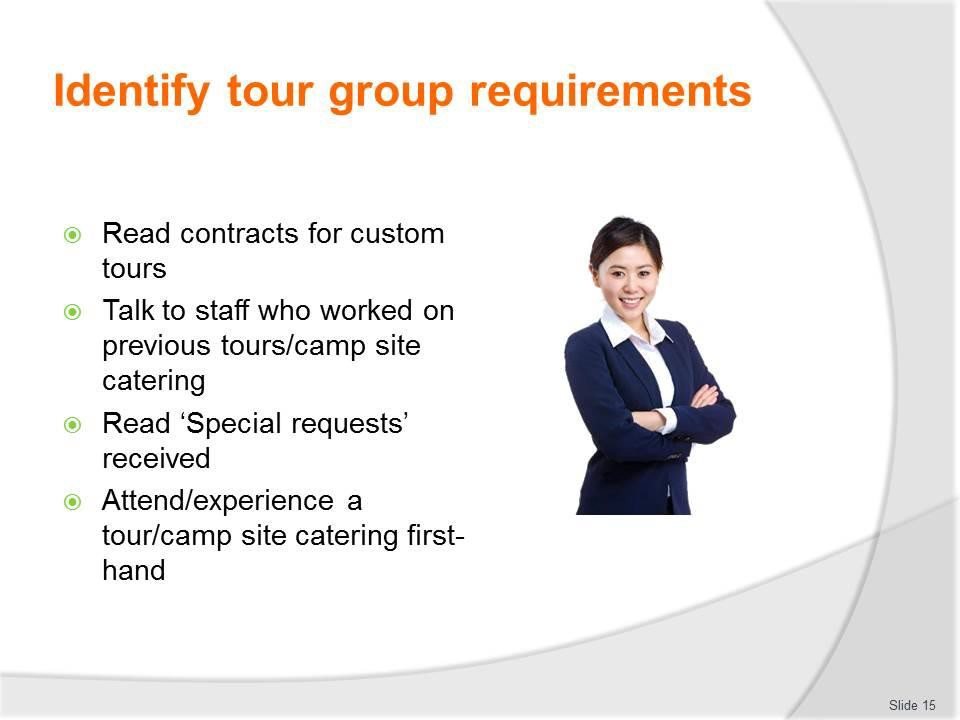 Identify tour group requirements
Read contracts for custom
tours
Talk to staff who worked on
previous tours/camp site
catering
Read ‘Special requests’
received
Attend/experience a
tour/camp site catering first-
hand
Slide 15